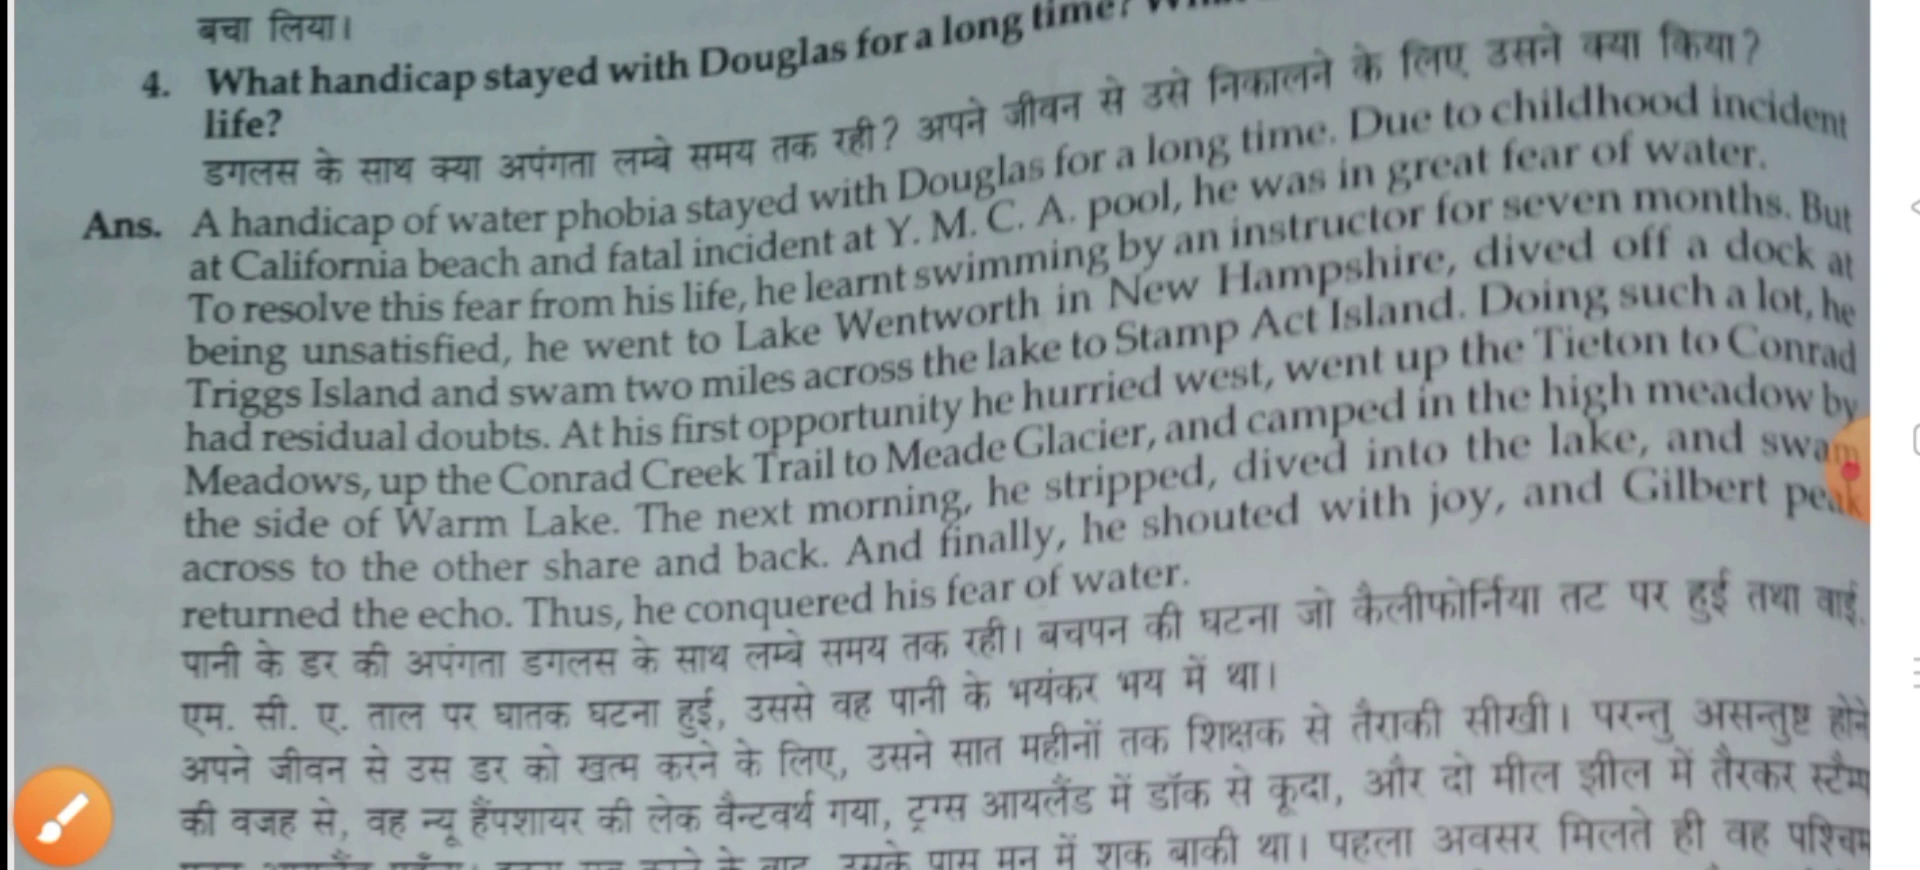 बचा लिया।
4. What handicap stayed with Douglas for a long time?
life?
डगलस के साथ क्या अपंगता लम्बे समय तक रही? अपने जीवन से उसे निकालने के लिए उसने क्या किया?
Ans. A handicap of water phobia stayed with Douglas for a long time. Due to childhood incident
at California beach and fatal incident at Y. M. C. A. pool, he was in great fear of water.
To resolve this fear from his life, he learnt swimming by an instructor for seven months. But
being unsatisfied, he went to Lake Wentworth in New Hampshire, dived off a dock at
Triggs Island and swam two miles across the lake to Stamp Act Island. Doing such a lot, he
had residual doubts. At his first opportunity he hurried west, went up the Tieton to Conrad
Meadows, up the Conrad Creek Trail to Meade Glacier, and camped in the high meadow by
the side of Warm Lake. The next morning, he stripped, dived into the lake, and swam
across to the other share and back. And finally, he shouted with joy, and Gilbert peak
returned the echo. Thus, he conquered his fear of water.
पानी के डर की अपंगता डगलस के साथ लम्बे समय तक रही। बचपन की घटना जो कैलीफोर्निया तट पर हुई तथा वाई.
एम. सी. ए. ताल पर घातक घटना हुई, उससे वह पानी के भयंकर भय में था।
अपने जीवन से उस डर को खत्म करने के लिए, उसने सात महीनों तक शिक्षक से तैराकी सीखी। परन्तु असन्तुष्ट होने
की वजह से, वह न्यू हैंपशायर की लेक वैन्टवर्थ गया, ट्रग्स आयलैंड में डॉक से कूदा, और दो मील झील में तैरकर स्टैम्प
के बाद उसके पास मन में शक बाकी था। पहला अवसर मिलते ही वह पश्चिम